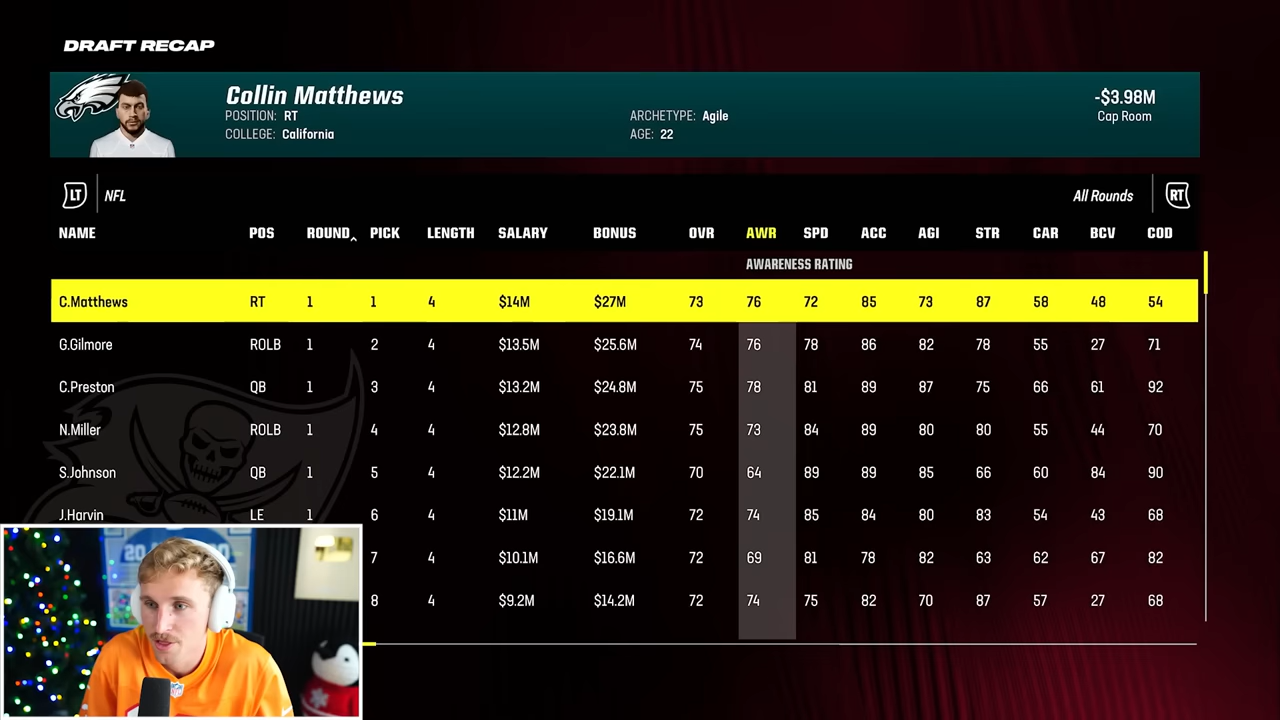 DRAFT RECAP
Collin Matthews
POSITION: RT
COLLEGE: California
ARCHETYPE: Agile
AGE: 22
-$3.98M
Cap Room
LT NFL All Rounds RT
NAME POS ROUND PICK LENGTH SALARY BONUS OVR AWR SPD ACC AGI STR CAR BCV COD
AWARENESS RATING
C.Matthews RT 1 1 4 $14M $27M 73 76 72 85 73 87 58 48 54
G.Gilmore ROLB 1 2 4 $13.5M $25.6M 74 76 78 86 82 78 55 27 71
C.Preston QB 1 3 4 $13.2M $24.8M 75 78 81 89 87 75 66 61 92
N.Miller ROLB 1 4 4 $12.8M $23.8M 75 73 84 89 80 80 55 44 70
S.Johnson QB 1 5 4 $12.2M $22.1M 70 64 89 89 85 66 60 84 90
J.Harvin LE 1 6 4 $11M $19.1M 72 74 85 84 80 83 54 43 68
7 4 $10.1M $16.6M 72 69 81 78 82 63 62 67 82
8 4 $9.2M $14.2M 72 74 75 82 70 87 57 27 68